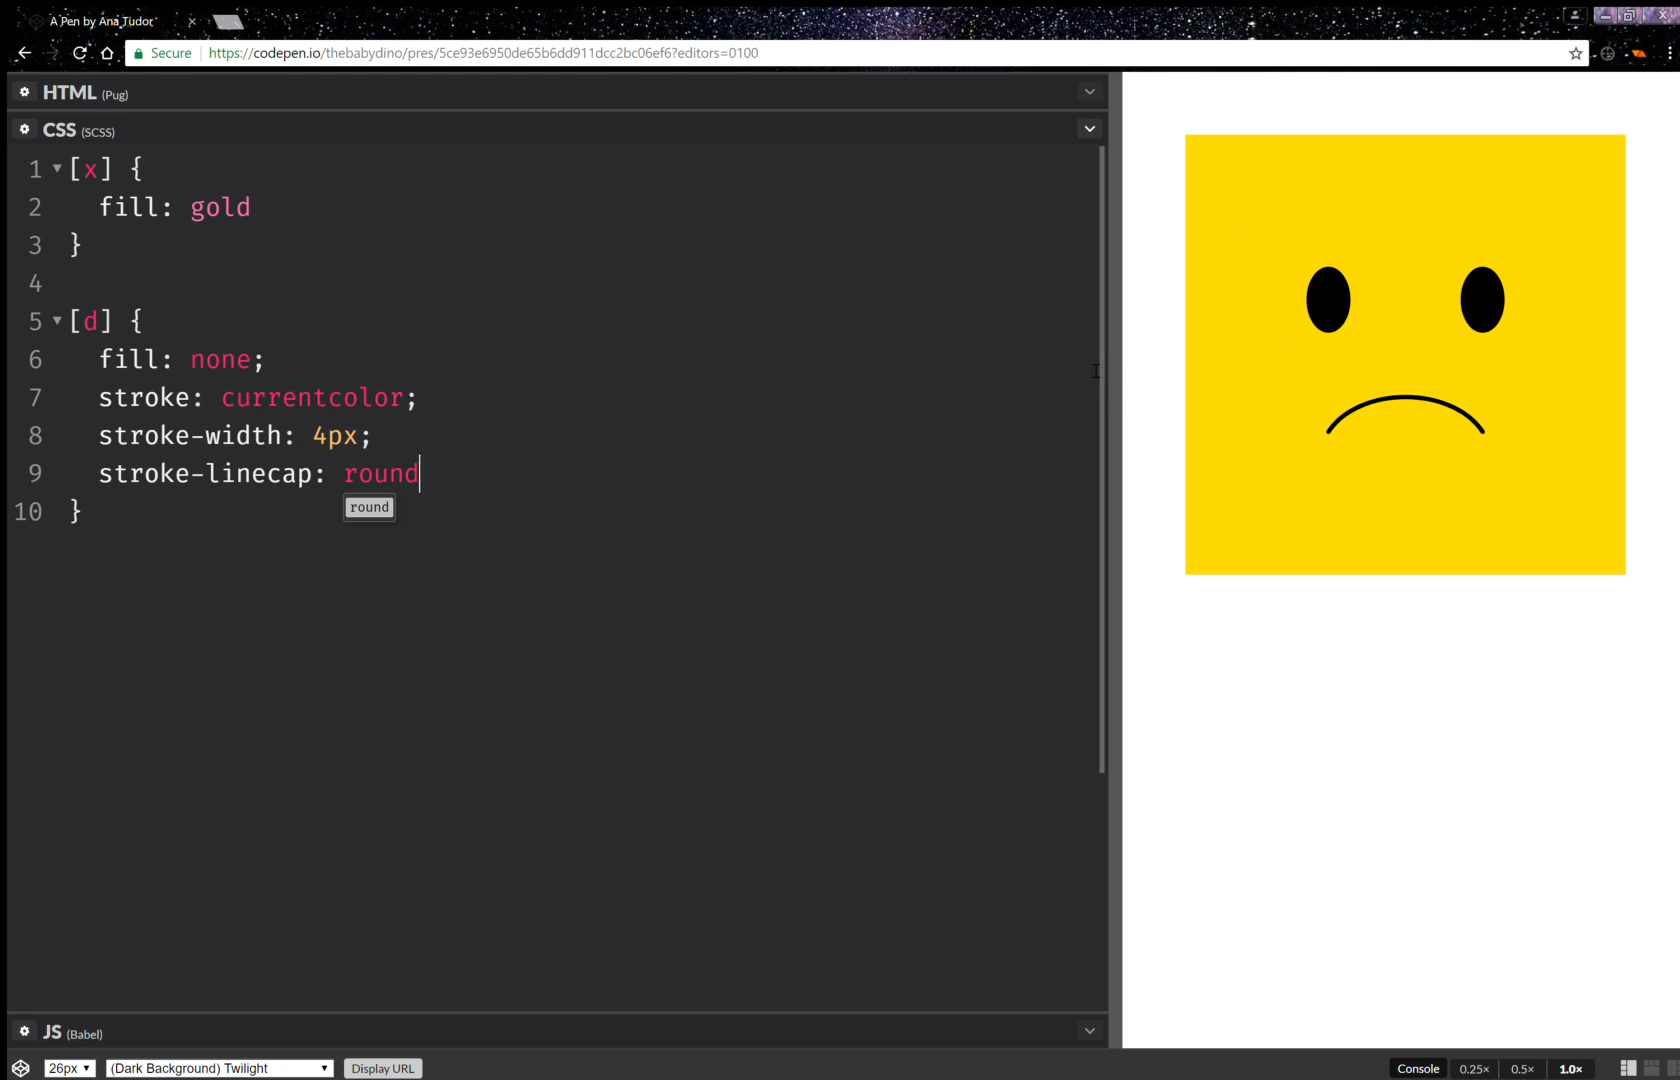 A Pen by Ana Tudor
Secure https://codepen.io/thebabydino/pres/5ce93e6950de65b6dd911dcc2bc06ef6?editors=0100
HTML (Pug)
CSS (SCSS)
1 [x] {
2 fill: gold
3 }
4
5 [d] {
6 fill: none;
7 stroke: currentcolor;
8 stroke-width: 4px;
9 stroke-linecap: round
round
10 }
JS (Babel)
26px (Dark Background) Twilight Display URL Console 0.25× 0.5× 1.0×